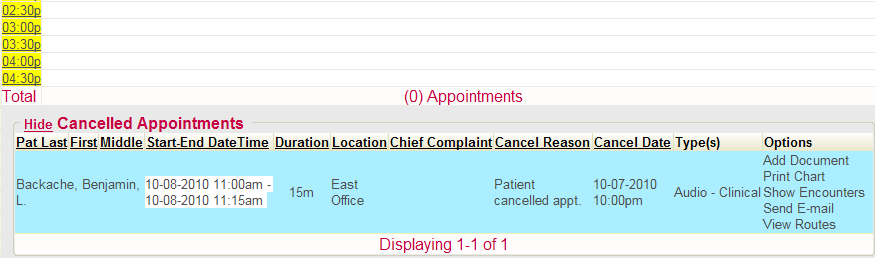 02:30p
03:00p
03:30p
04:00p
04:30p
Total (0) Appointments
Hide Cancelled Appointments
Pat Last First Middle Start-End DateTime Duration Location Chief Complaint Cancel Reason Cancel Date Type(s) Options
Backache, Benjamin, L. 10-08-2010 11:00am - 10-08-2010 11:15am 15m East Office Patient cancelled appt. 10-07-2010 10:00pm Audio - Clinical Add Document
Print Chart
Show Encounters
Send E-mail
View Routes
Displaying 1-1 of 1